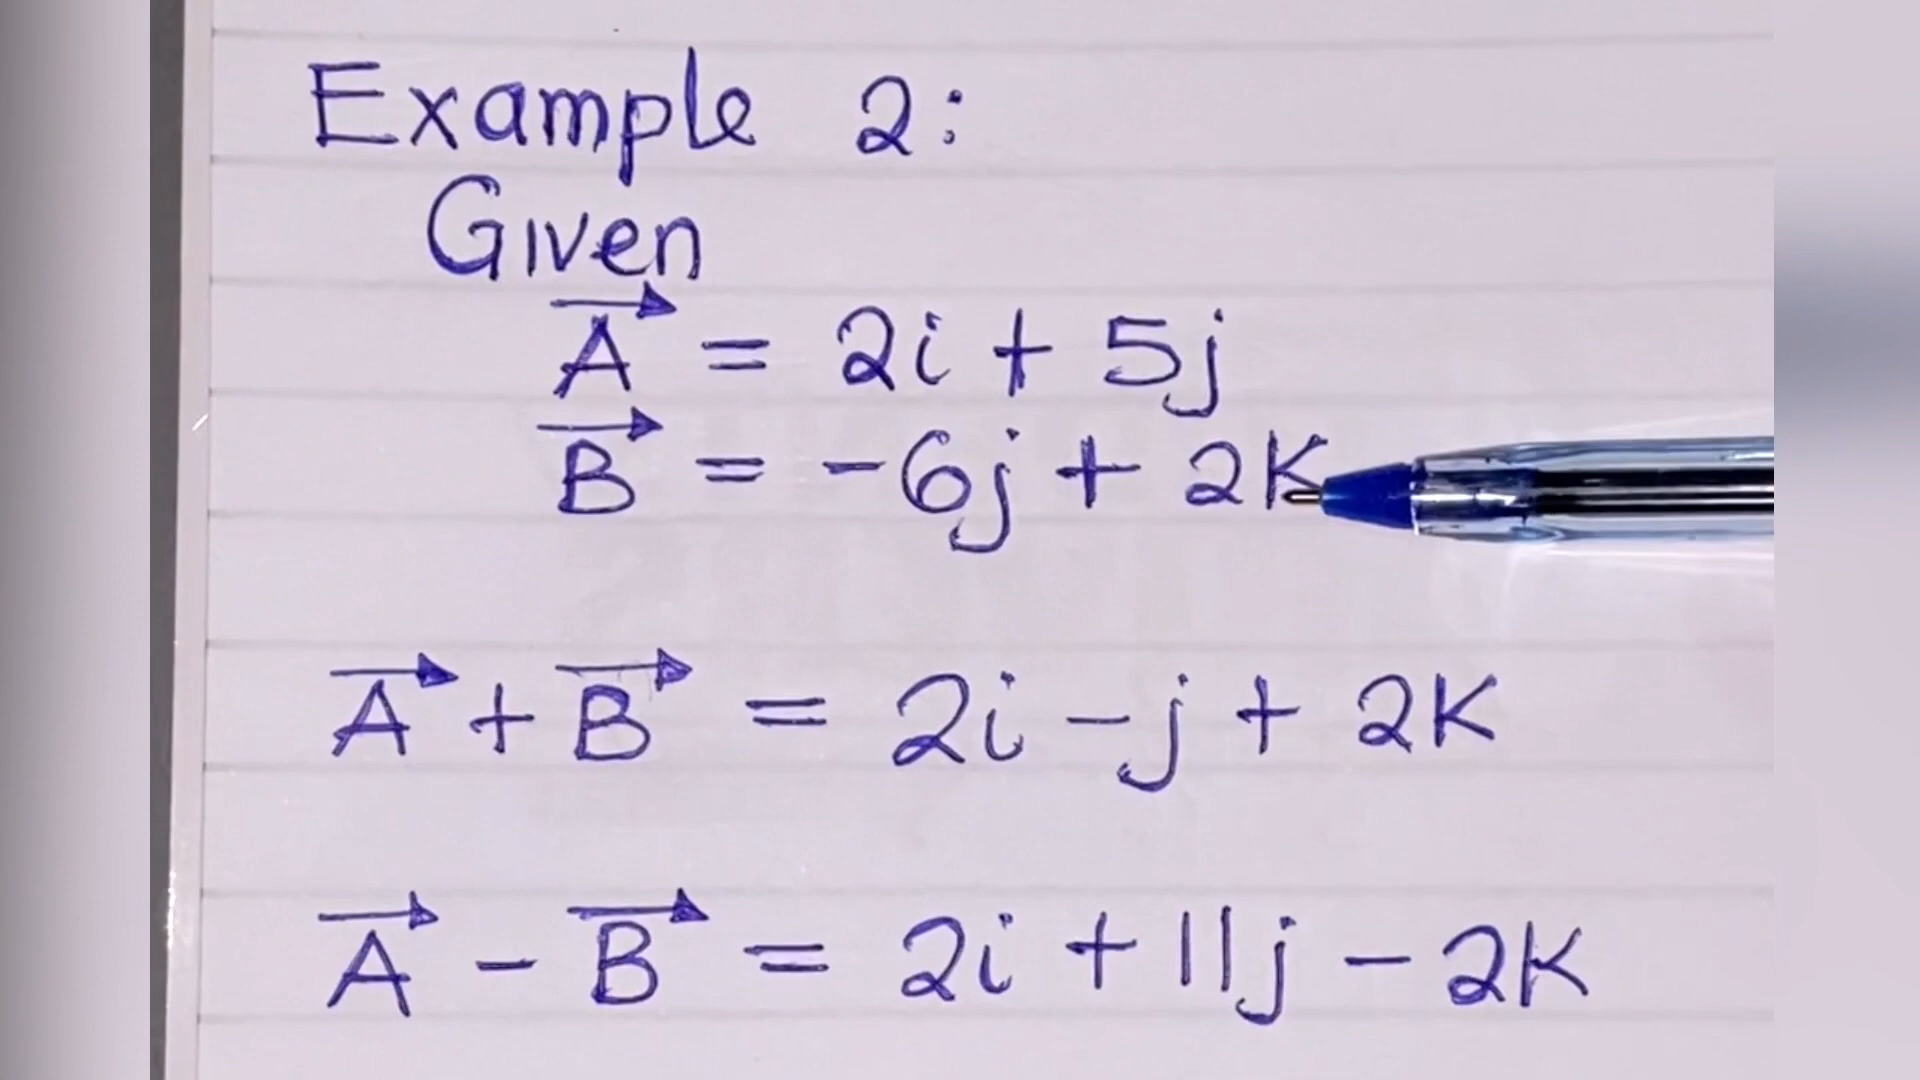 Example 2:
Given
A⃗ = 2i + 5j
B⃗ = -6j + 2K
A⃗ + B⃗ = 2i - j + 2K
A⃗ - B⃗ = 2i + 11j - 2K